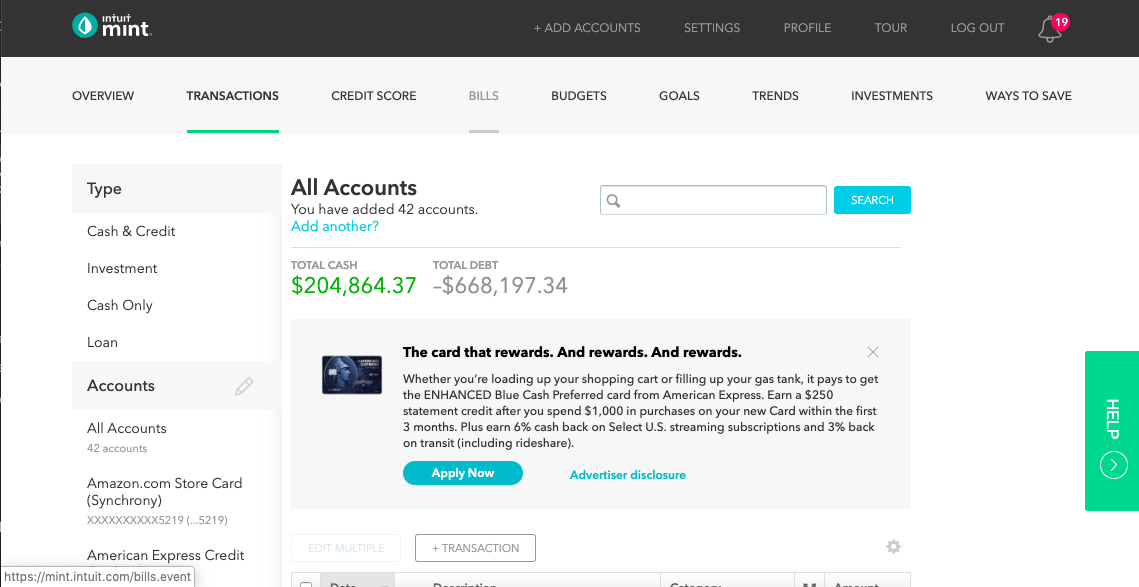 intuit
mint
+ ADD ACCOUNTS SETTINGS PROFILE TOUR LOG OUT 19
OVERVIEW TRANSACTIONS CREDIT SCORE BILLS BUDGETS GOALS TRENDS INVESTMENTS WAYS TO SAVE
Type
Cash & Credit
Investment
Cash Only
Loan
Accounts
All Accounts
42 accounts
Amazon.com Store Card
(Synchrony)
XXXXXXXXXX5219 (...5219)
American Express Credit
https://mint.intuit.com/bills.event
All Accounts
You have added 42 accounts.
Add another?
SEARCH
TOTAL CASH TOTAL DEBT
$204,864.37 –$668,197.34
The card that rewards. And rewards. And rewards.
Whether you’re loading up your shopping cart or filling up your gas tank, it pays to get
the ENHANCED Blue Cash Preferred card from American Express. Earn a $250
statement credit after you spend $1,000 in purchases on your new Card within the first
3 months. Plus earn 6% cash back on Select U.S. streaming subscriptions and 3% back
on transit (including rideshare).
Apply Now Advertiser disclosure
EDIT MULTIPLE + TRANSACTION
Date Description Category Amount
HELP